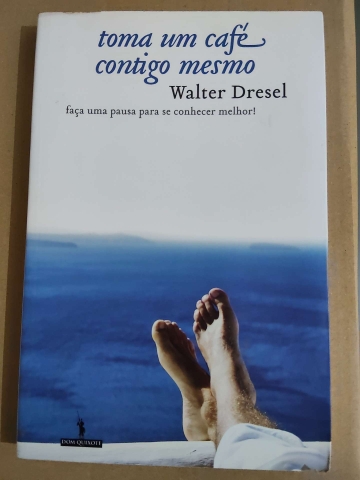 toma um café
contigo mesmo
Walter Dresel
faça uma pausa para se conhecer melhor!
DOM QUIXOTE